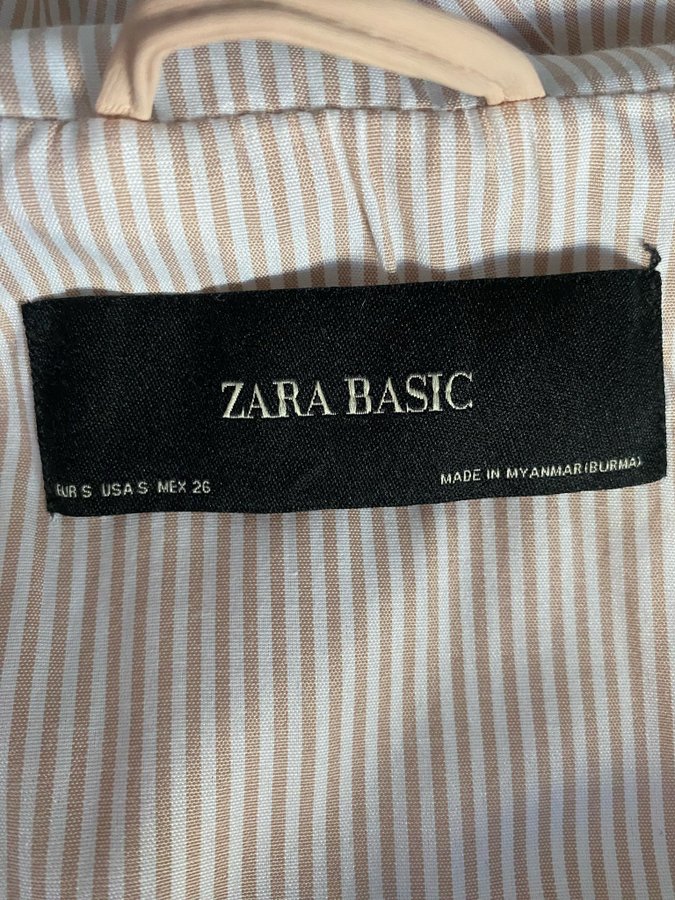 ZARA BASIC
EUR S USA S MEX 26
MADE IN MYANMAR (BURMA)